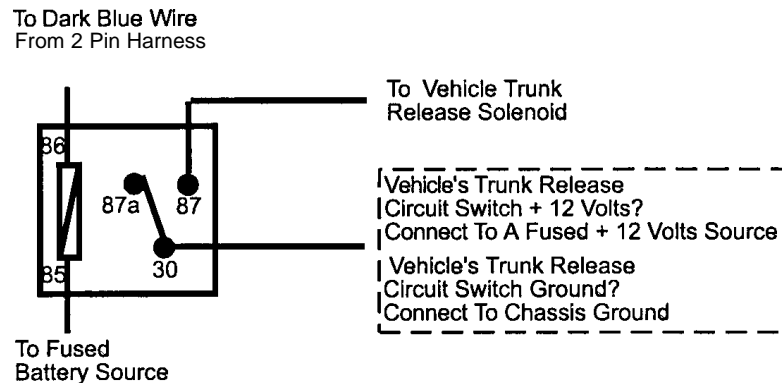 To Dark Blue Wire
From 2 Pin Harness
To Vehicle Trunk
Release Solenoid
86
87a
87
85
30
Vehicle's Trunk Release
Circuit Switch + 12 Volts?
Connect To A Fused + 12 Volts Source
Vehicle's Trunk Release
Circuit Switch Ground?
Connect To Chassis Ground
To Fused
Battery Source